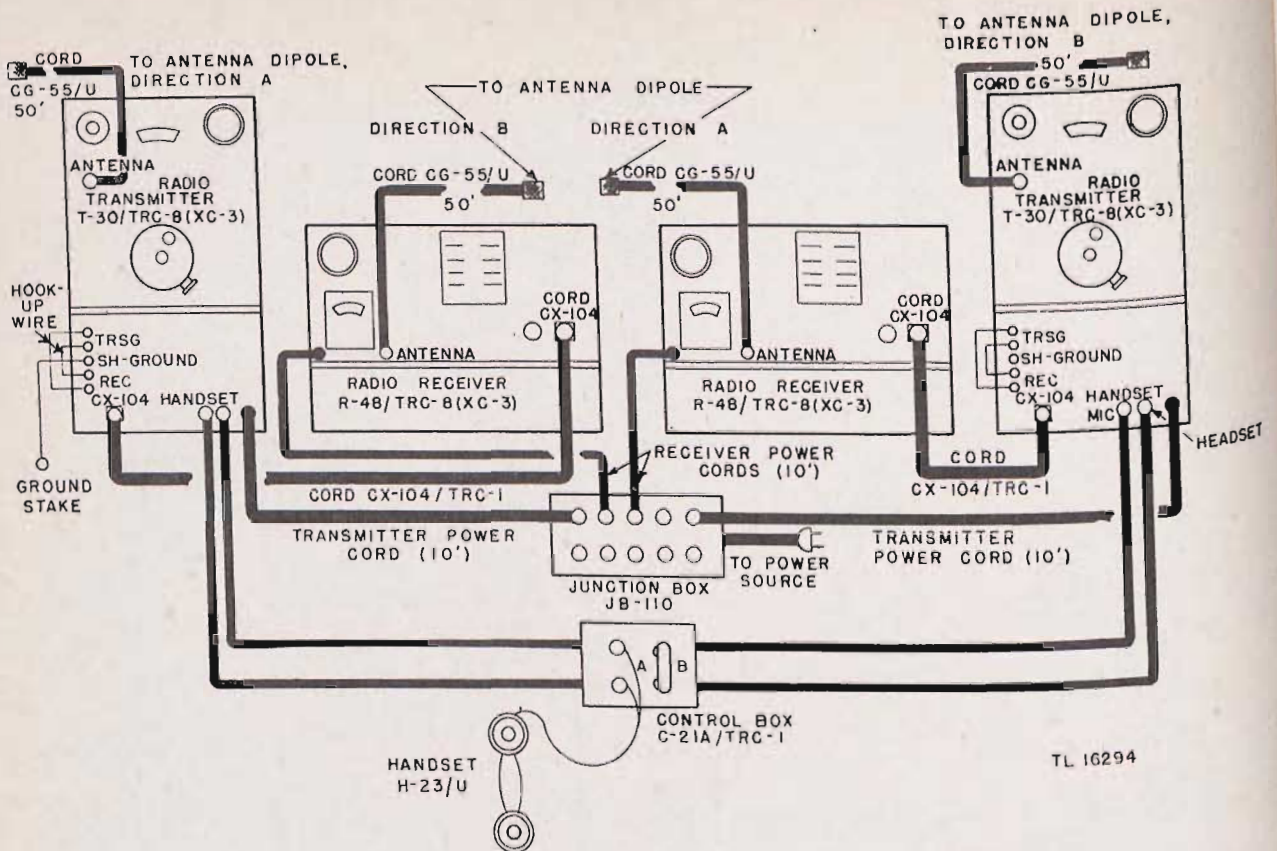 CORD
CG-55/U
50'
TO ANTENNA DIPOLE,
DIRECTION A
ANTENNA
RADIO
TRANSMITTER
T-30/TRC-8(XC-3)
HOOK-
UP
WIRE
TRSG
SH-GROUND
REC
CX-104 HANDSET
GROUND
STAKE
TO ANTENNA DIPOLE
DIRECTION B
DIRECTION A
CORD CG-55/U
50'
CORD CG-55/U
50'
CORD
CX-104
ANTENNA
RADIO RECEIVER
R-48/TRC-8(XC-3)
CORD
CX-104
ANTENNA
RADIO RECEIVER
R-48/TRC-8(XC-3)
TO ANTENNA DIPOLE,
DIRECTION B
50'
CORD CG-55/U
ANTENNA
RADIO
TRANSMITTER
T-30/TRC-8(XC-3)
TRSG
SH-GROUND
REC
CX-104
HANDSET
MIC
HEADSET
RECEIVER POWER
CORDS (10')
CORD CX-104/TRC-1
CORD
CX-104/TRC-1
TRANSMITTER POWER
CORD (10')
TRANSMITTER
POWER CORD (10')
TO POWER
SOURCE
JUNCTION BOX
JB-110
A
B
CONTROL BOX
C-21A/TRC-1
HANDSET
H-23/U
TL 16294